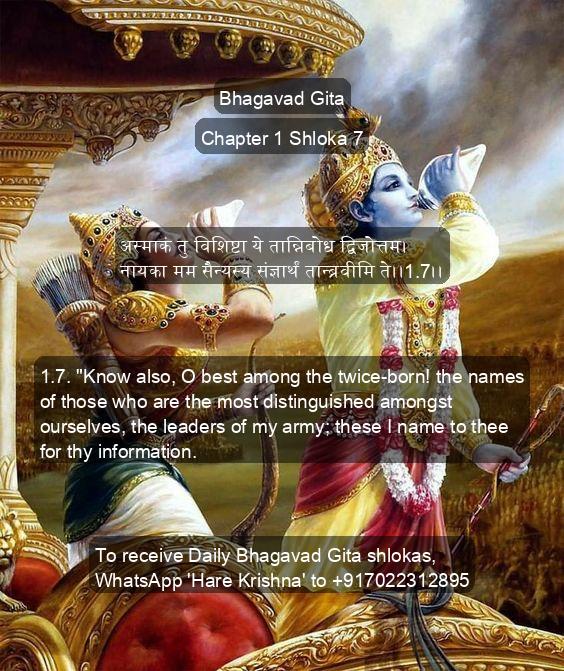 Bhagavad Gita
Chapter 1 Shloka 7
अस्माकं तु विशिष्टा ये तान्निबोध द्विजोत्तम।
नायका मम सैन्यस्य संज्ञार्थं तान्ब्रवीमि ते।।1.7।।
1.7. "Know also, O best among the twice-born! the names
of those who are the most distinguished amongst
ourselves, the leaders of my army; these I name to thee
for thy information.
To receive Daily Bhagavad Gita shlokas,
WhatsApp 'Hare Krishna' to +917022312895